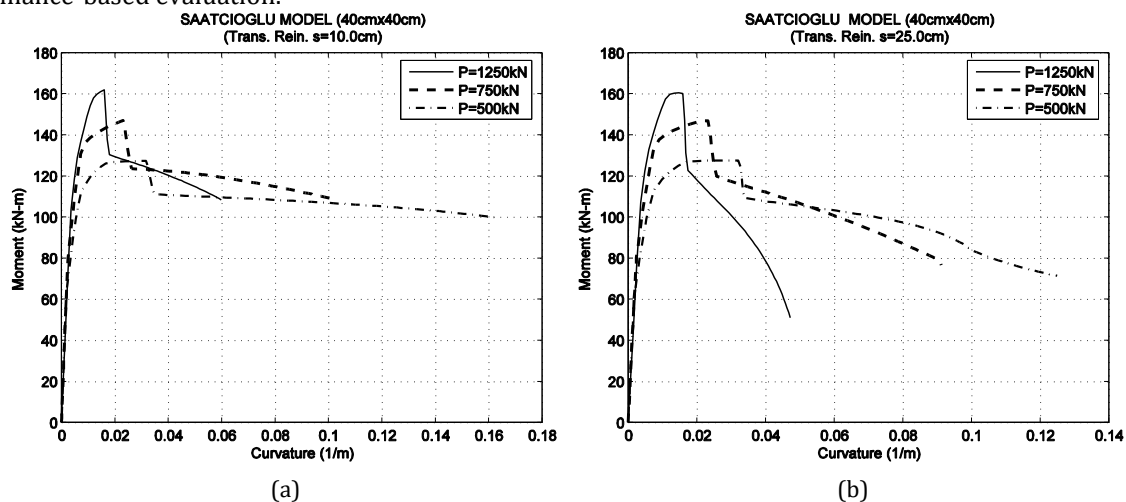 mance-based evaluation.
SAATCIOGLU MODEL (40cmx40cm)
(Trans. Rein. s=10.0cm)
180
160
140
120
100
80
60
40
20
0
Moment (kN-m)
P=1250kN
P=750kN
P=500kN
0 0.02 0.04 0.06 0.08 0.1 0.12 0.14 0.16 0.18
Curvature (1/m)
(a)
SAATCIOGLU MODEL (40cmx40cm)
(Trans. Rein. s=25.0cm)
180
160
140
120
100
80
60
40
20
0
Moment (kN-m)
P=1250kN
P=750kN
P=500kN
0 0.02 0.04 0.06 0.08 0.1 0.12 0.14
Curvature (1/m)
(b)